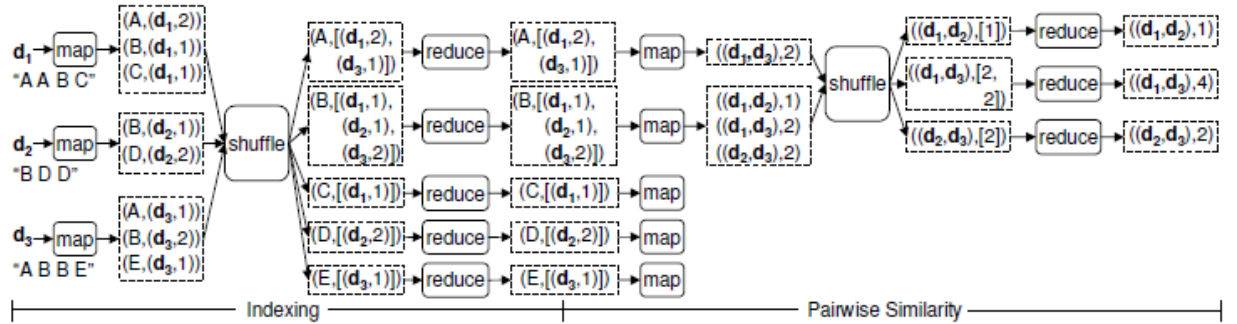 d1
map
"A A B C"
(A,(d1,2))
(B,(d1,1))
(C,(d1,1))
d2
map
"B D D"
(B,(d2,1))
(D,(d2,2))
d3
map
"A B B E"
(A,(d3,1))
(B,(d3,2))
(E,(d3,1))
shuffle
(A,[(d1,2),
(d3,1)])
reduce
(A,[(d1,2),
(d3,1)])
map
((d1,d3),2)
(B,[(d1,1),
(d2,1),
(d3,2)])
reduce
(B,[(d1,1),
(d2,1),
(d3,2)])
map
((d1,d2),1)
((d1,d3),2)
((d2,d3),2)
(C,[(d1,1)])
reduce
(C,[(d1,1)])
map
(D,[(d2,2)])
reduce
(D,[(d2,2)])
map
(E,[(d3,1)])
reduce
(E,[(d3,1)])
map
shuffle
((d1,d2),[1])
reduce
((d1,d2),1)
((d1,d3),[2,
2])
reduce
((d1,d3),4)
((d2,d3),[2])
reduce
((d2,d3),2)
Indexing
Pairwise Similarity